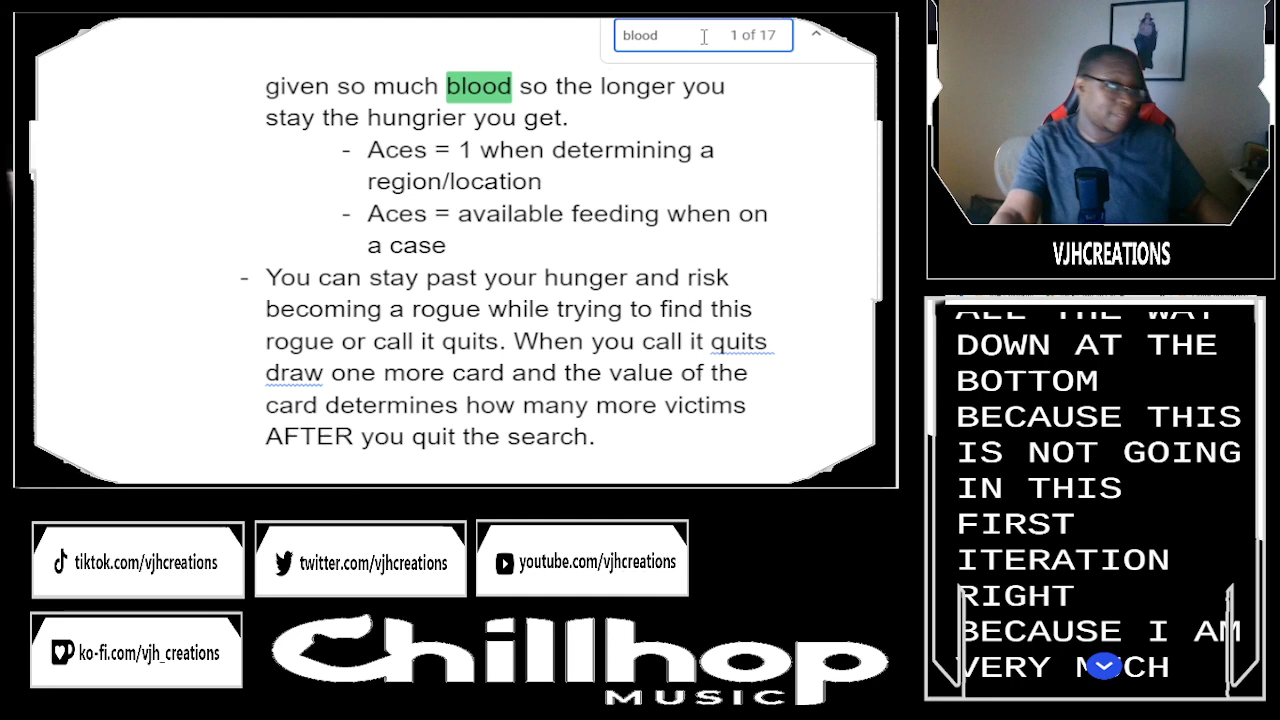 blood 1 of 17
given so much blood so the longer you
stay the hungrier you get.
- Aces = 1 when determining a
region/location
- Aces = available feeding when on
a case
- You can stay past your hunger and risk
becoming a rogue while trying to find this
rogue or call it quits. When you call it quits
draw one more card and the value of the
card determines how many more victims
AFTER you quit the search.
VJHCREATIONS
ALL THE WAY
DOWN AT THE
BOTTOM
BECAUSE THIS
IS NOT GOING
IN THIS
FIRST
ITERATION
RIGHT
BECAUSE I AM
VERY MUCH
tiktok.com/vjhcreations
twitter.com/vjhcreations
youtube.com/vjhcreations
ko-fi.com/vjh_creations
Chillhop
MUSIC